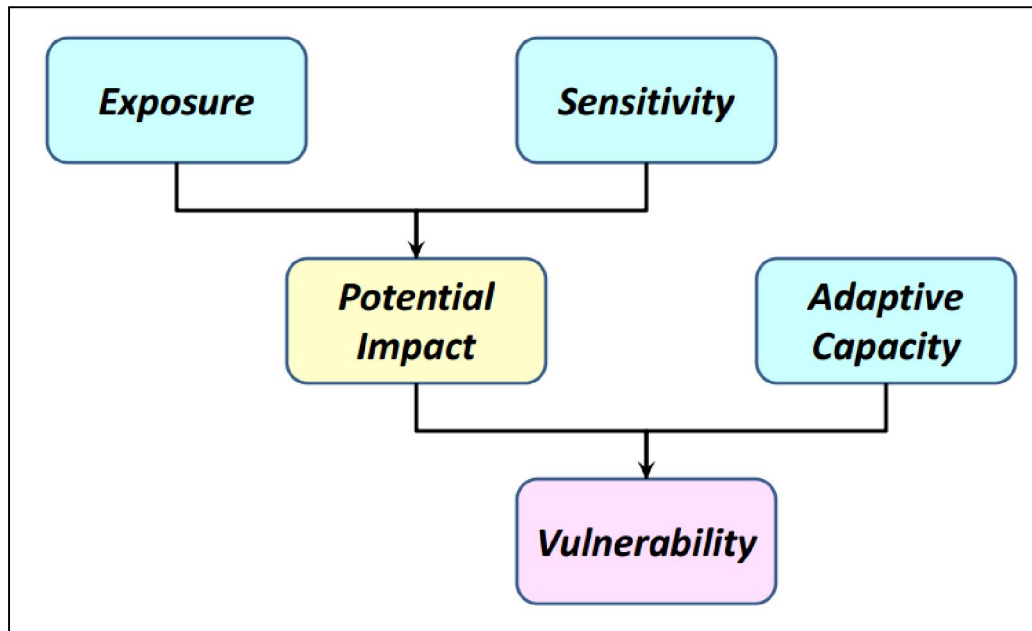 Exposure
Sensitivity
Potential
Impact
Adaptive
Capacity
Vulnerability